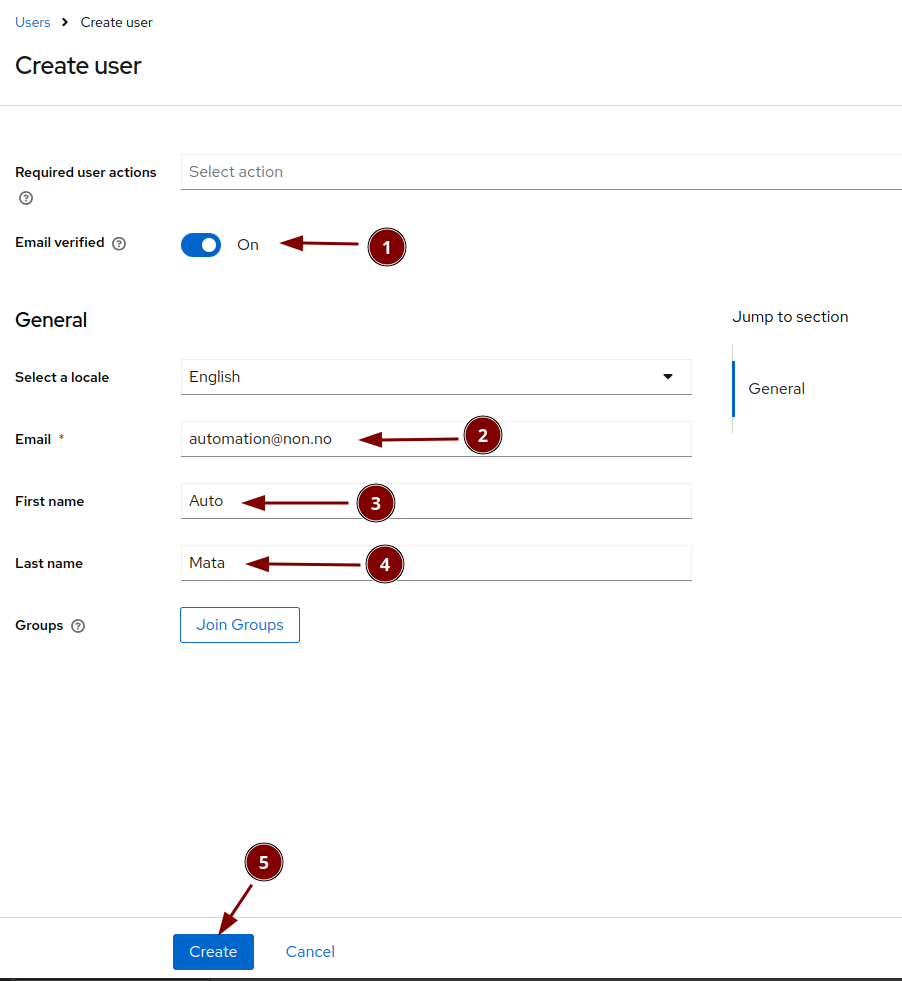 Users > Create user
Create user
Required user actions
Select action
Email verified
On
1
General
Jump to section
General
Select a locale
English
Email *
automation@non.no
2
First name
Auto
3
Last name
Mata
4
Groups
Join Groups
5
Create
Cancel